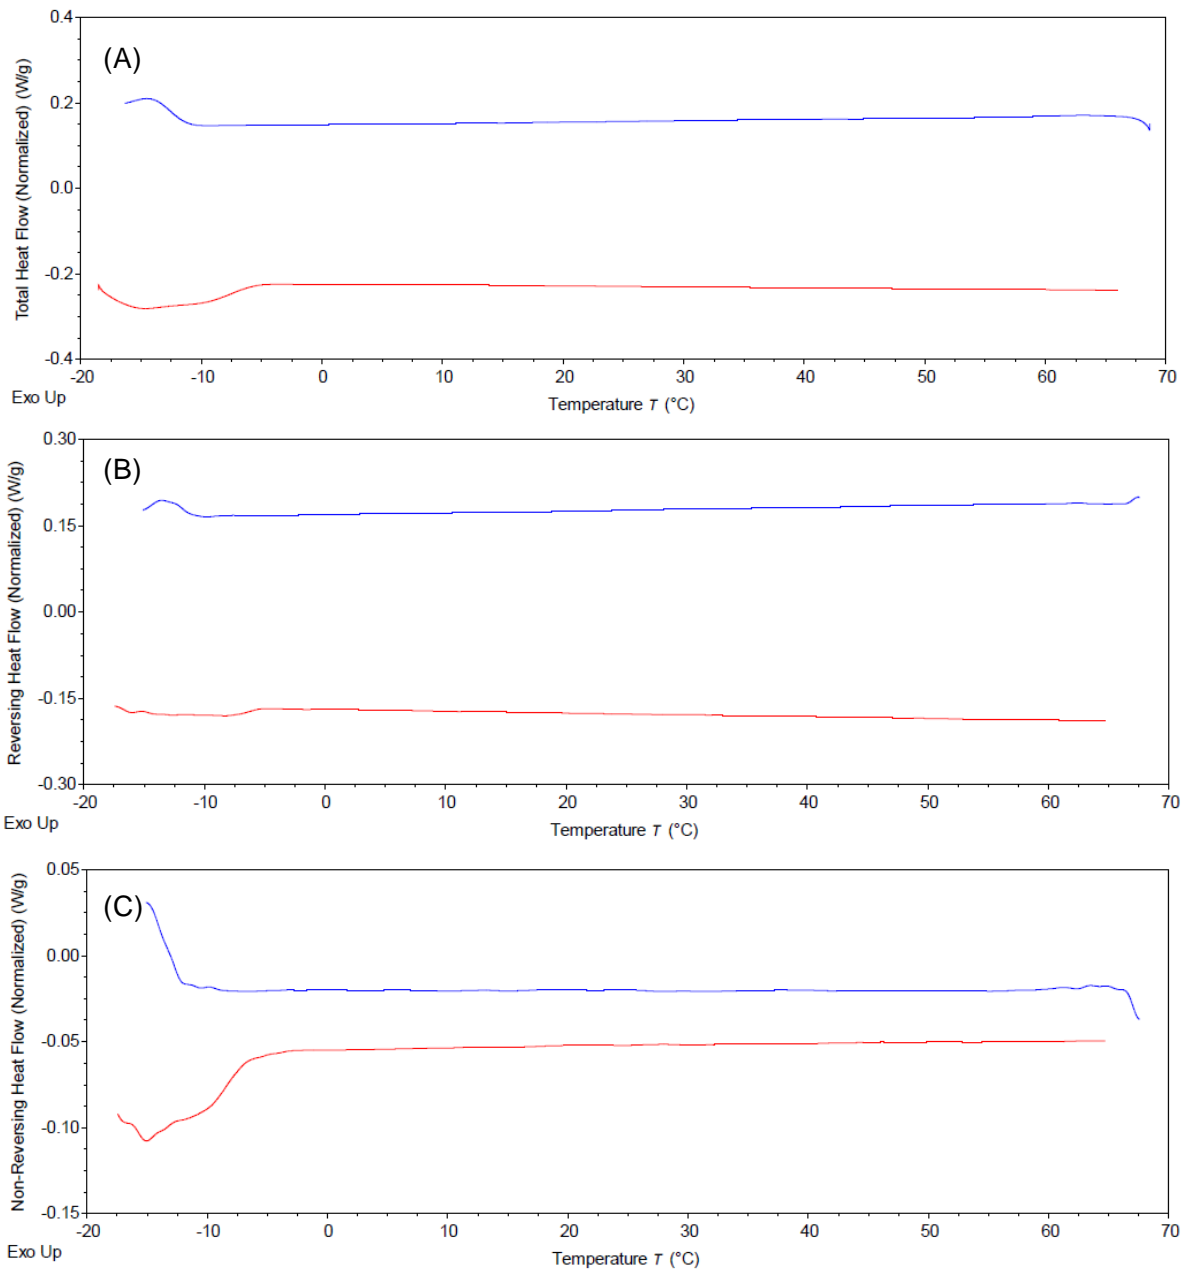 (A)
Total Heat Flow (Normalized) (W/g)
0.4
0.2
0.0
-0.2
-0.4
-20 -10 0 10 20 30 40 50 60 70
Exo Up
Temperature T (°C)
(B)
Reversing Heat Flow (Normalized) (W/g)
0.30
0.15
0.00
-0.15
-0.30
-20 -10 0 10 20 30 40 50 60 70
Exo Up
Temperature T (°C)
(C)
Non-Reversing Heat Flow (Normalized) (W/g)
0.05
0.00
-0.05
-0.10
-0.15
-20 -10 0 10 20 30 40 50 60 70
Exo Up
Temperature T (°C)